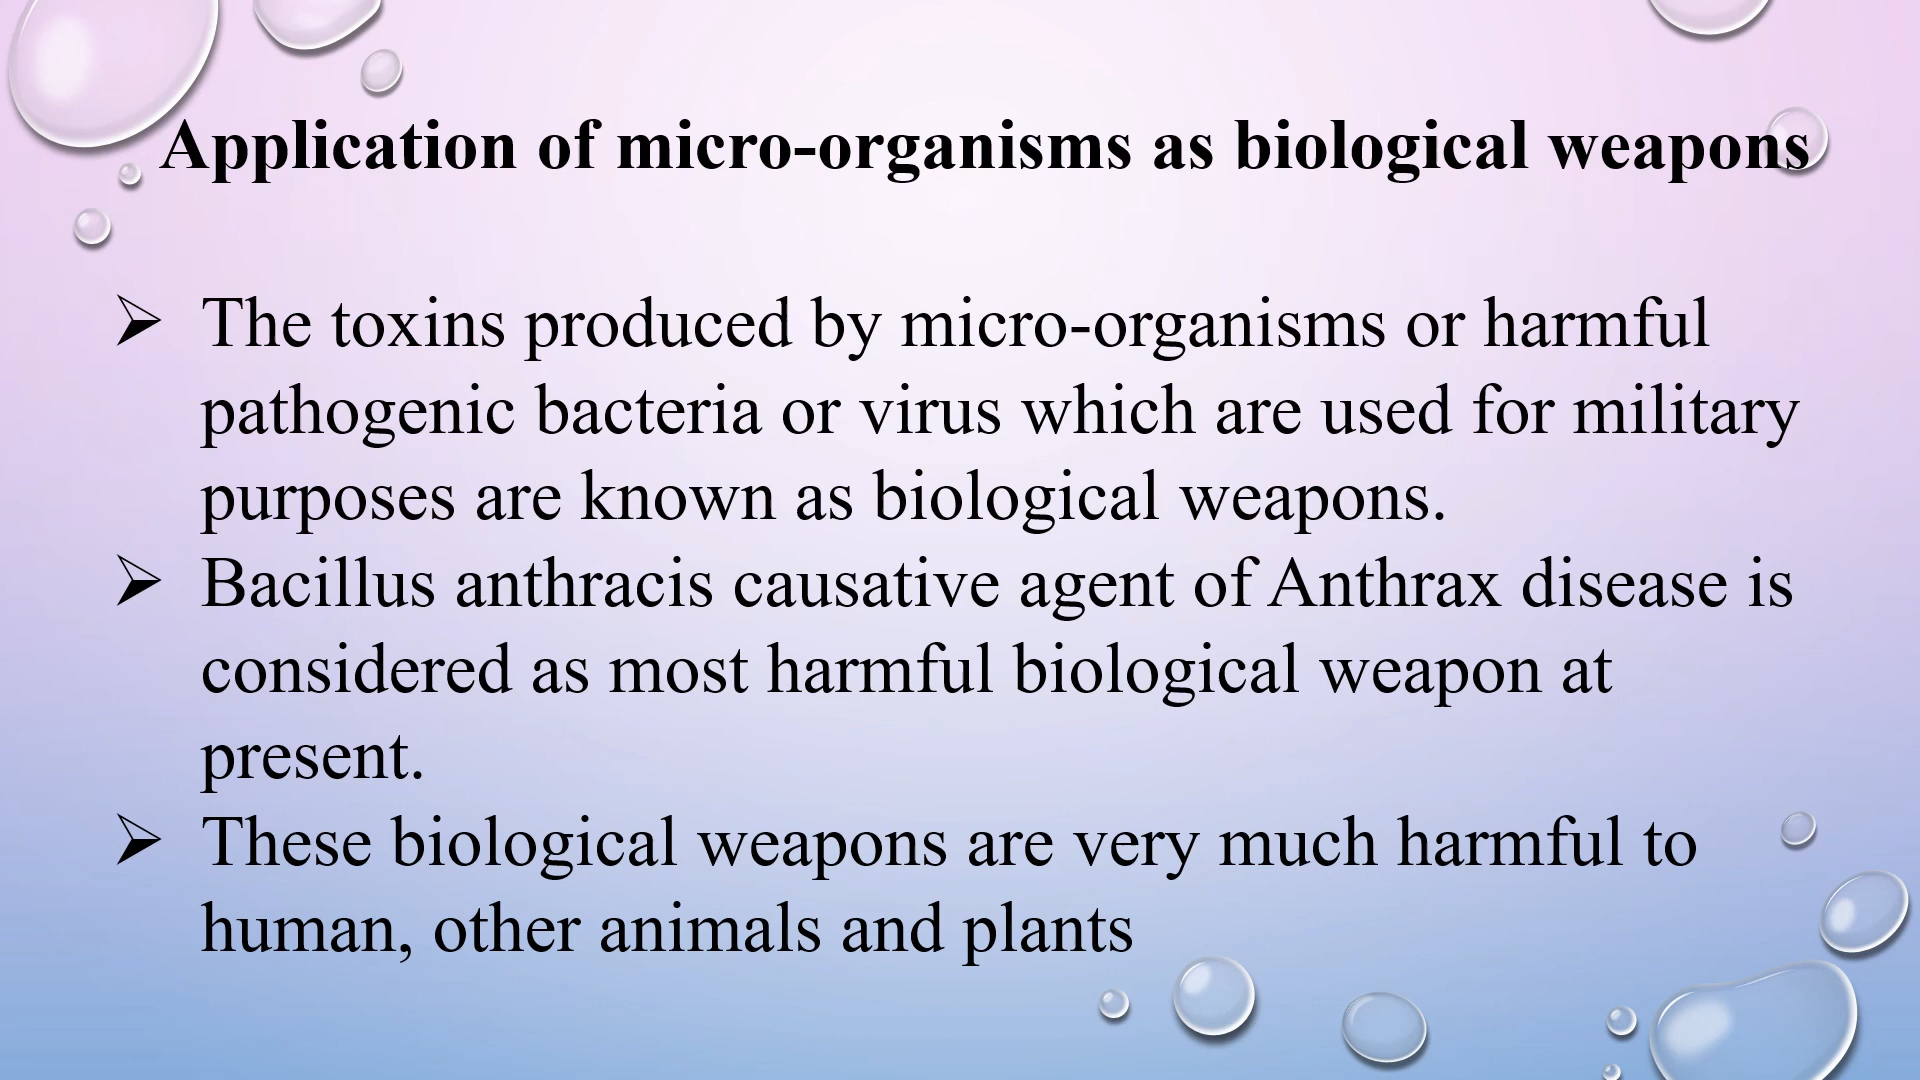 Application of micro-organisms as biological weapons
➢ The toxins produced by micro-organisms or harmful
pathogenic bacteria or virus which are used for military
purposes are known as biological weapons.
➢ Bacillus anthracis causative agent of Anthrax disease is
considered as most harmful biological weapon at
present.
➢ These biological weapons are very much harmful to
human, other animals and plants